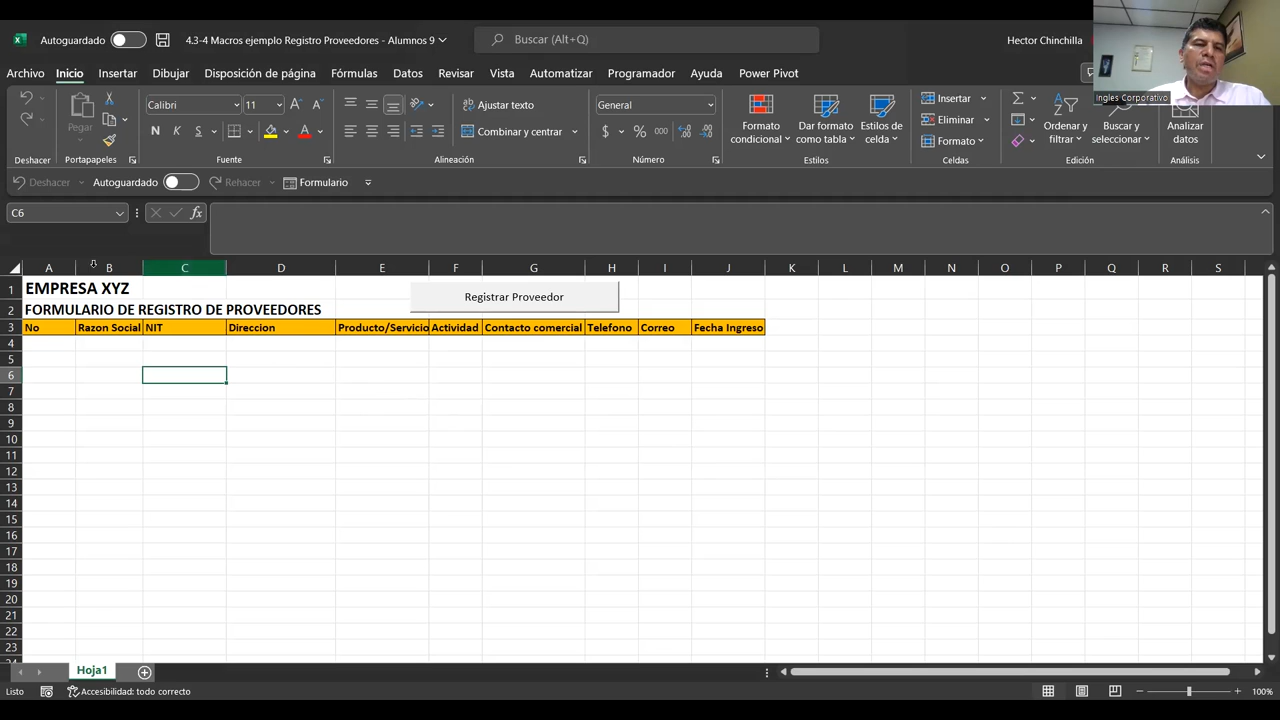 Autoguardado
4.3-4 Macros ejemplo Registro Proveedores - Alumnos 9
Buscar (Alt+Q)
Hector Chinchilla
Ingles Corporativo
Archivo Inicio Insertar Dibujar Disposición de página Fórmulas Datos Revisar Vista Automatizar Programador Ayuda Power Pivot
Pegar
Calibri 11
N K S
Ajustar texto
Combinar y centrar
General
$ % 000
Formato condicional
Dar formato como tabla
Estilos de celda
Insertar
Eliminar
Formato
Ordenar y filtrar
Buscar y seleccionar
Analizar datos
Deshacer Portapapeles Fuente Alineación Número Estilos Celdas Edición Análisis
Deshacer Autoguardado Rehacer Formulario
C6 fx
A B C D E F G H I J K L M N O P Q R S
1 EMPRESA XYZ
Registrar Proveedor
2 FORMULARIO DE REGISTRO DE PROVEEDORES
3 No Razon Social NIT Direccion Producto/Servicio Actividad Contacto comercial Telefono Correo Fecha Ingreso
4
5
6
7
8
9
10
11
12
13
14
15
16
17
18
19
20
21
22
23
Hoja1
Listo Accesibilidad: todo correcto 100%